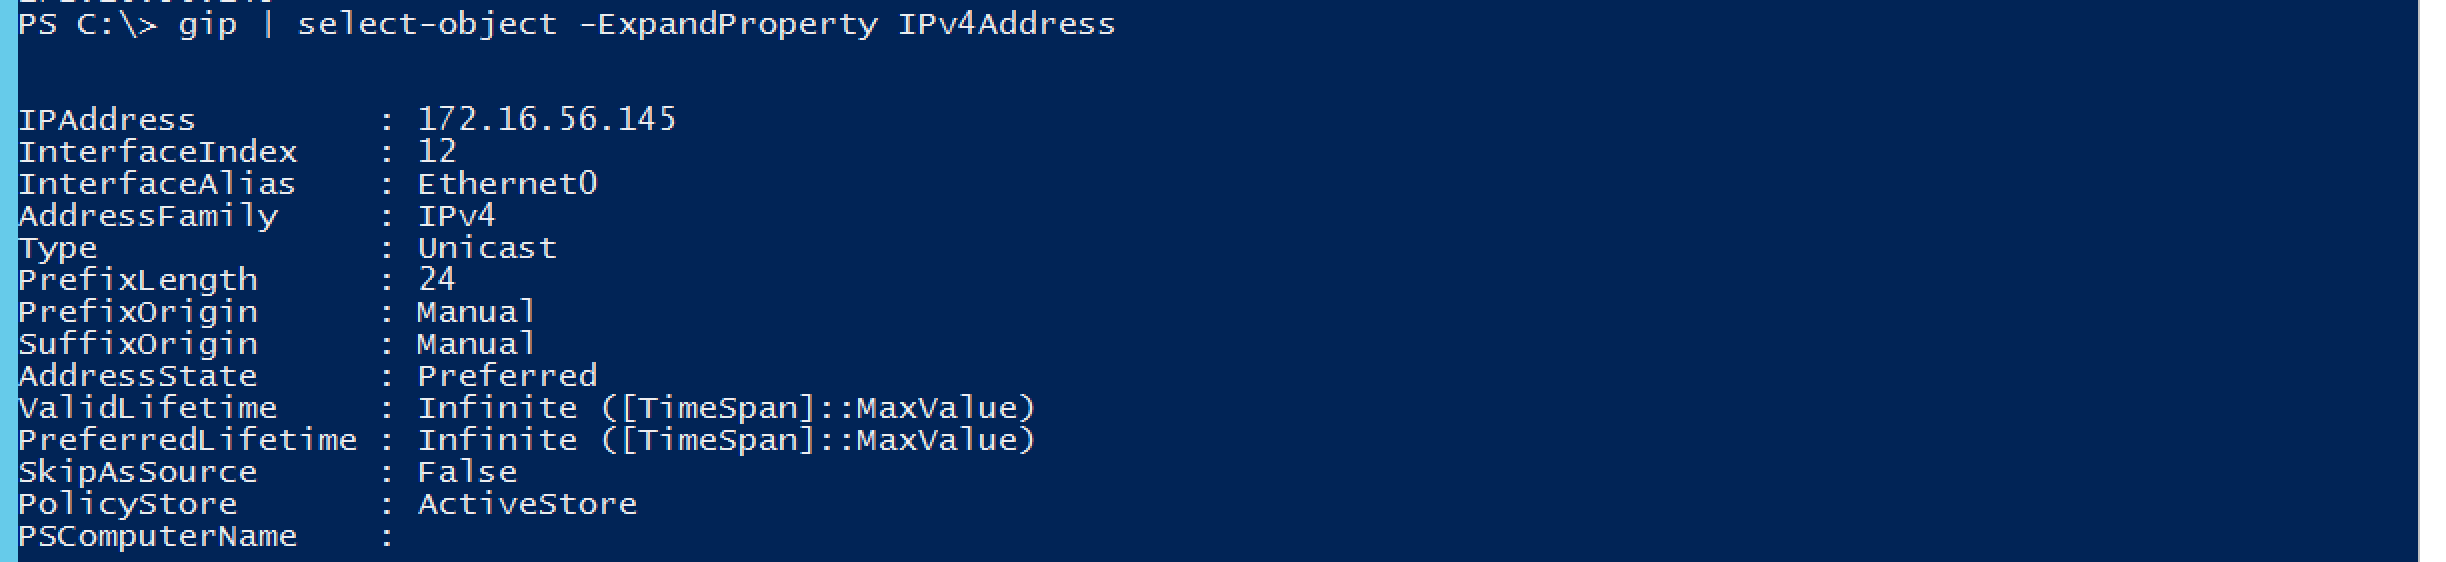 PS C:\> gip | select-object -ExpandProperty IPv4Address
IPAddress : 172.16.56.145
InterfaceIndex : 12
InterfaceAlias : Ethernet0
AddressFamily : IPv4
Type : Unicast
PrefixLength : 24
PrefixOrigin : Manual
SuffixOrigin : Manual
AddressState : Preferred
ValidLifetime : Infinite ([TimeSpan]::MaxValue)
PreferredLifetime : Infinite ([TimeSpan]::MaxValue)
SkipAsSource : False
PolicyStore : ActiveStore
PSComputerName :